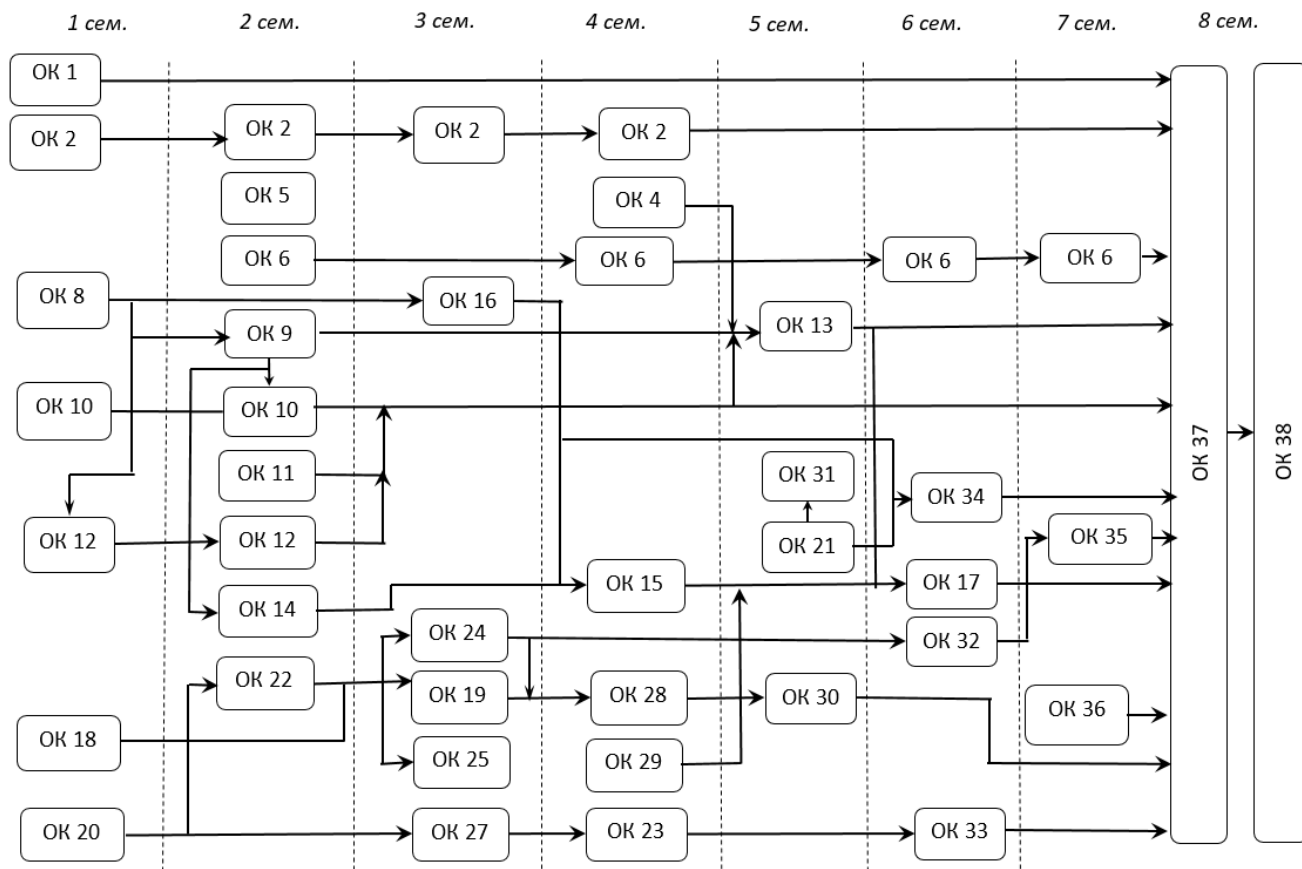 1 сем. 2 сем. 3 сем. 4 сем. 5 сем. 6 сем. 7 сем. 8 сем.
ОК 1
ОК 2 ОК 2 ОК 2 ОК 2
ОК 5 ОК 4
ОК 6 ОК 6 ОК 6 ОК 6
ОК 8 ОК 16
ОК 9 ОК 13
ОК 10 ОК 10
ОК 11 ОК 31 ОК 34
ОК 12 ОК 12 ОК 21 ОК 35
ОК 14 ОК 15 ОК 17
ОК 24 ОК 32
ОК 22 ОК 19 ОК 28 ОК 30 ОК 36
ОК 18 ОК 25 ОК 29
ОК 20 ОК 27 ОК 23 ОК 33
ОК 37
ОК 38